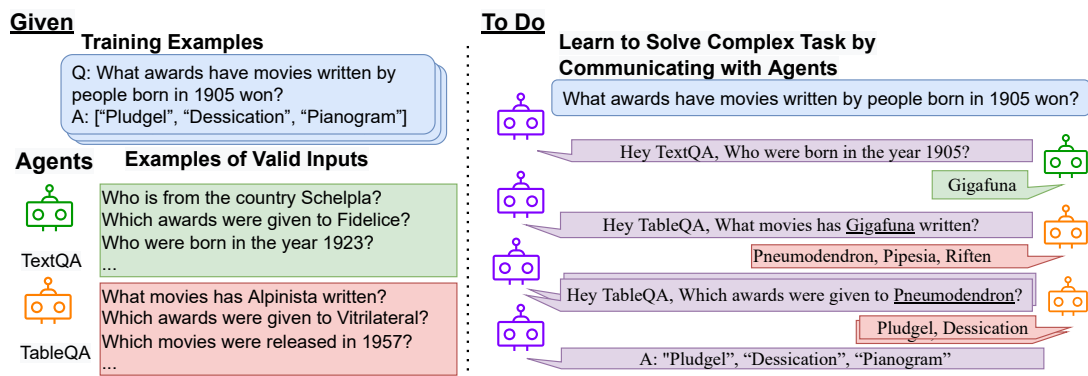 Given
Training Examples
Q: What awards have movies written by
people born in 1905 won?
A: [“Pludgel”, “Dessication”, “Pianogram”]
Agents
Examples of Valid Inputs
TextQA
Who is from the country Schelpla?
Which awards were given to Fidelice?
Who were born in the year 1923?
...
TableQA
What movies has Alpinista written?
Which awards were given to Vitrilateral?
Which movies were released in 1957?
...
To Do
Learn to Solve Complex Task by
Communicating with Agents
What awards have movies written by people born in 1905 won?
Hey TextQA, Who were born in the year 1905?
Gigafuna
Hey TableQA, What movies has Gigafuna written?
Pneumodendron, Pipesia, Riften
Hey TableQA, Which awards were given to Pneumodendron?
Pludgel, Dessication
A: "Pludgel”, “Dessication”, “Pianogram”